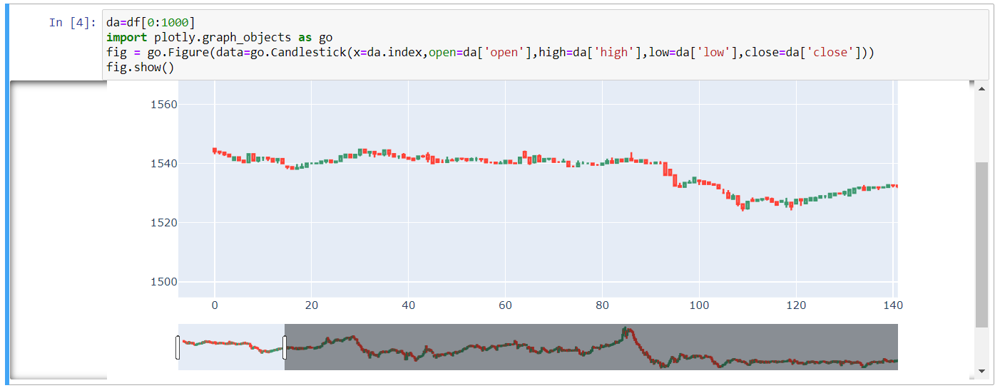 In [4]: da=df[0:1000]
import plotly.graph_objects as go
fig = go.Figure(data=go.Candlestick(x=da.index,open=da['open'],high=da['high'],low=da['low'],close=da['close']))
fig.show()
1560
1540
1520
1500
0 20 40 60 80 100 120 140